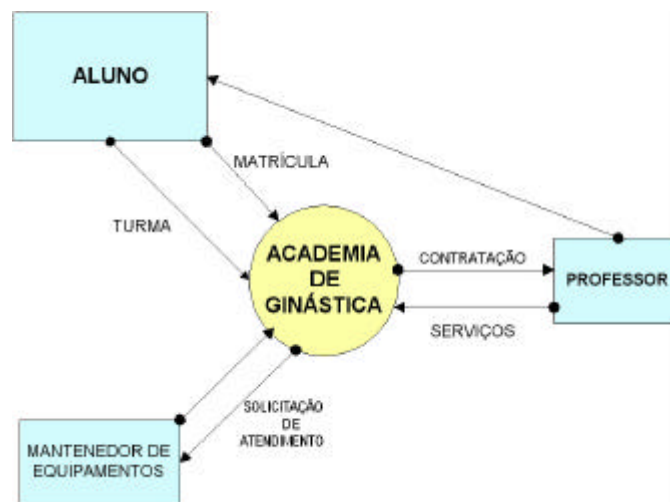 ALUNO
MATRÍCULA
TURMA
ACADEMIA
DE
GINÁSTICA
CONTRATAÇÃO
PROFESSOR
SERVIÇOS
SOLICITAÇÃO
DE
ATENDIMENTO
MANTENEDOR DE
EQUIPAMENTOS